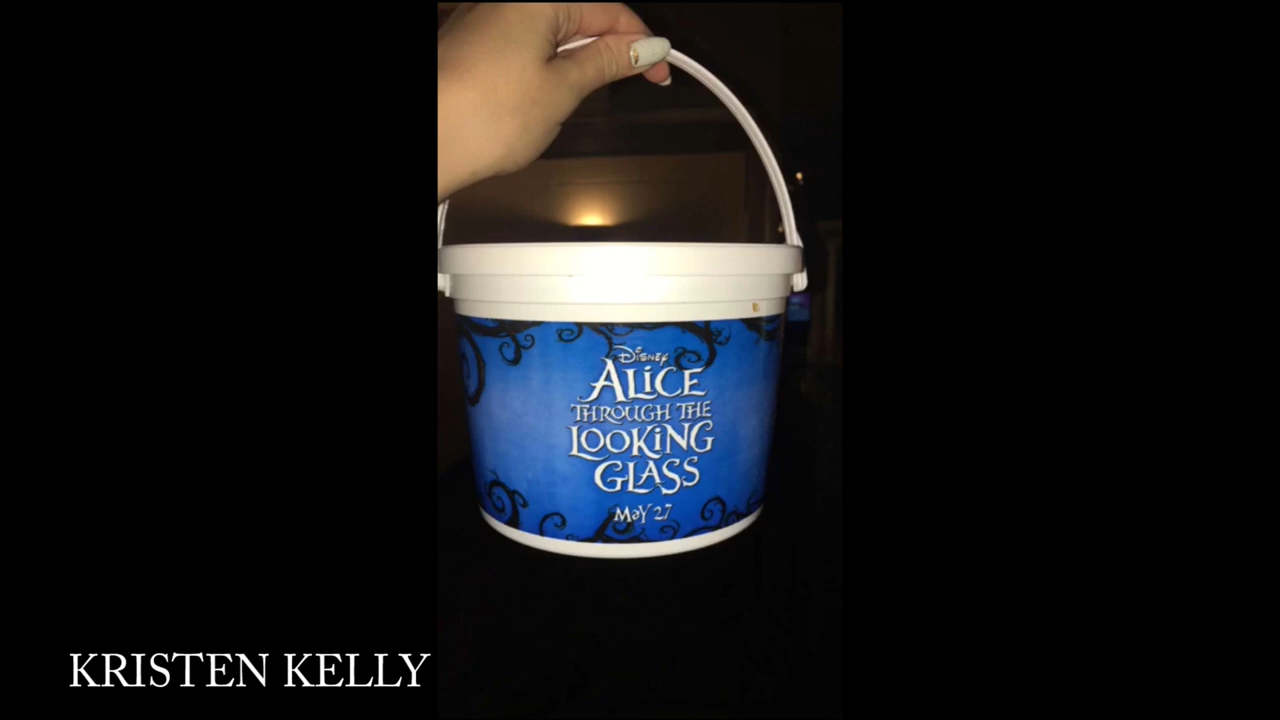 DiSNEY
ALiCE
THROUGH THE
LOOKiNG
GLASS
MaY 27
KRISTEN KELLY